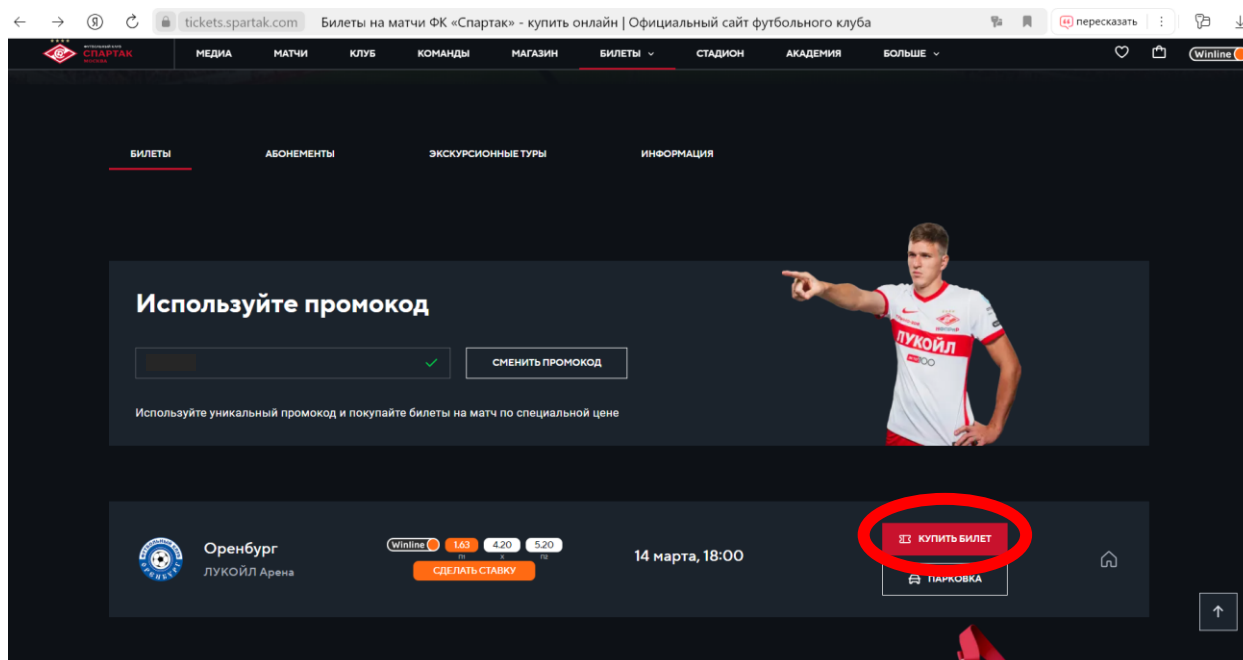 tickets.spartak.com Билеты на матчи ФК «Спартак» - купить онлайн | Официальный сайт футбольного клуба пересказать
СПАРТАК
МОСКВА
МЕДИА МАТЧИ КЛУБ КОМАНДЫ МАГАЗИН БИЛЕТЫ СТАДИОН АКАДЕМИЯ БОЛЬШЕ Winline
БИЛЕТЫ АБОНЕМЕНТЫ ЭКСКУРСИОННЫЕ ТУРЫ ИНФОРМАЦИЯ
Используйте промокод
СМЕНИТЬ ПРОМОКОД
Используйте уникальный промокод и покупайте билеты на матч по специальной цене
ЛУКОЙЛ
Оренбург
ЛУКОЙЛ Арена
Winline 1.63 4.20 5.20
П1 X П2
СДЕЛАТЬ СТАВКУ
14 марта, 18:00
КУПИТЬ БИЛЕТ
ПАРКОВКА